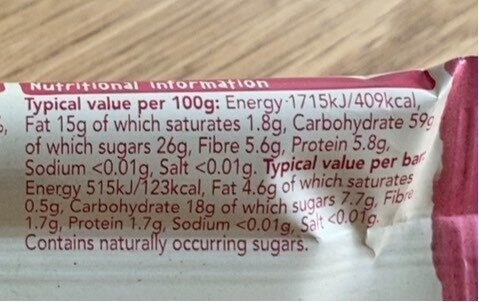 Nutritional Information
Typical value per 100g: Energy 1715kJ/409kcal,
Fat 15g of which saturates 1.8g, Carbohydrate 59g
of which sugars 26g, Fibre 5.6g, Protein 5.8g,
Sodium <0.01g, Salt <0.01g. Typical value per bar:
Energy 515kJ/123kcal, Fat 4.6g of which saturates
0.5g, Carbohydrate 18g of which sugars 7.7g, Fibre
1.7g, Protein 1.7g, Sodium <0.01g, Salt <0.01g.
Contains naturally occurring sugars.